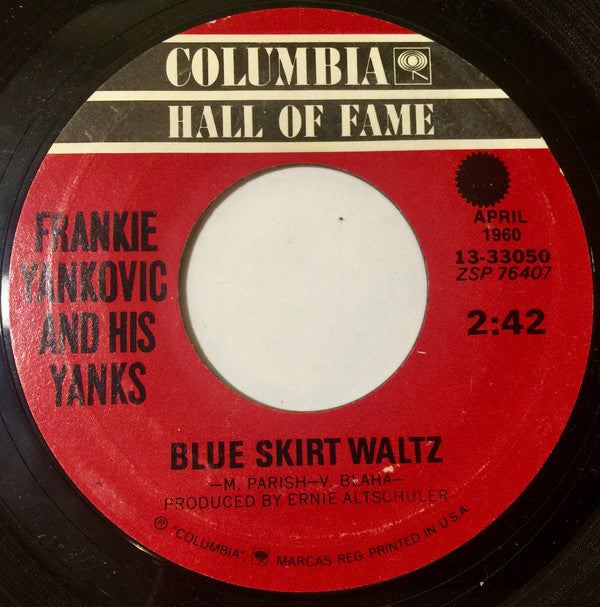 COLUMBIA
HALL OF FAME
FRANKIE
YANKOVIC
AND HIS
YANKS
APRIL
1960
13-33050
ZSP 76407
2:42
BLUE SKIRT WALTZ
—M. PARISH—V. BLAHA—
PRODUCED BY ERNIE ALTSCHULER
℗ "COLUMBIA" MARCAS REG. PRINTED IN U.S.A.